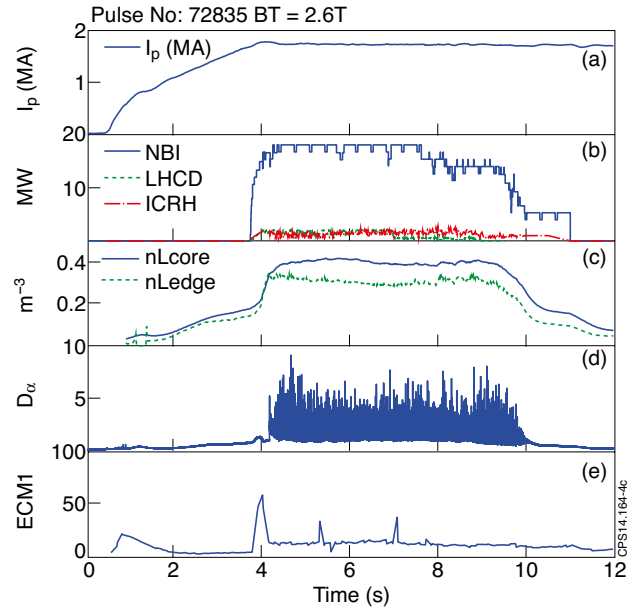 Pulse No: 72835 BT = 2.6T
2
Iₚ (MA)
(a)
Iₚ (MA)
1
20
NBI
(b)
LHCD
ICRH
MW
10
nLcore
(c)
nLedge
0.4
m⁻³
0.2
10
(d)
Dα
5
100
(e)
ECM1
50
0 2 4 6 8 10 12
Time (s)
CPS14.164-4c